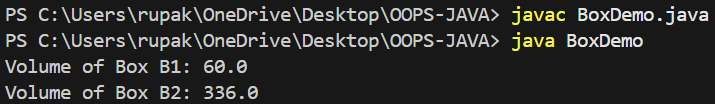 PS C:\Users\rupak\OneDrive\Desktop\OOPS-JAVA> javac BoxDemo.java
PS C:\Users\rupak\OneDrive\Desktop\OOPS-JAVA> java BoxDemo
Volume of Box B1: 60.0
Volume of Box B2: 336.0